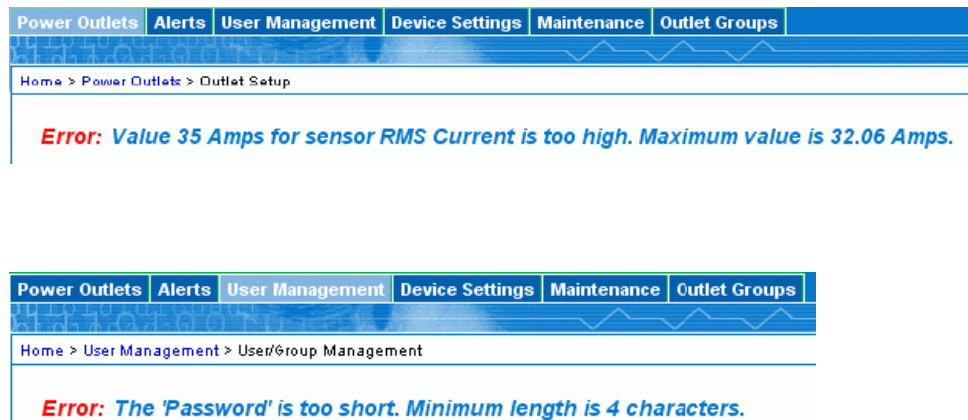 Power Outlets Alerts User Management Device Settings Maintenance Outlet Groups
Home > Power Outlets > Outlet Setup
Error: Value 35 Amps for sensor RMS Current is too high. Maximum value is 32.06 Amps.
Power Outlets Alerts User Management Device Settings Maintenance Outlet Groups
Home > User Management > User/Group Management
Error: The 'Password' is too short. Minimum length is 4 characters.